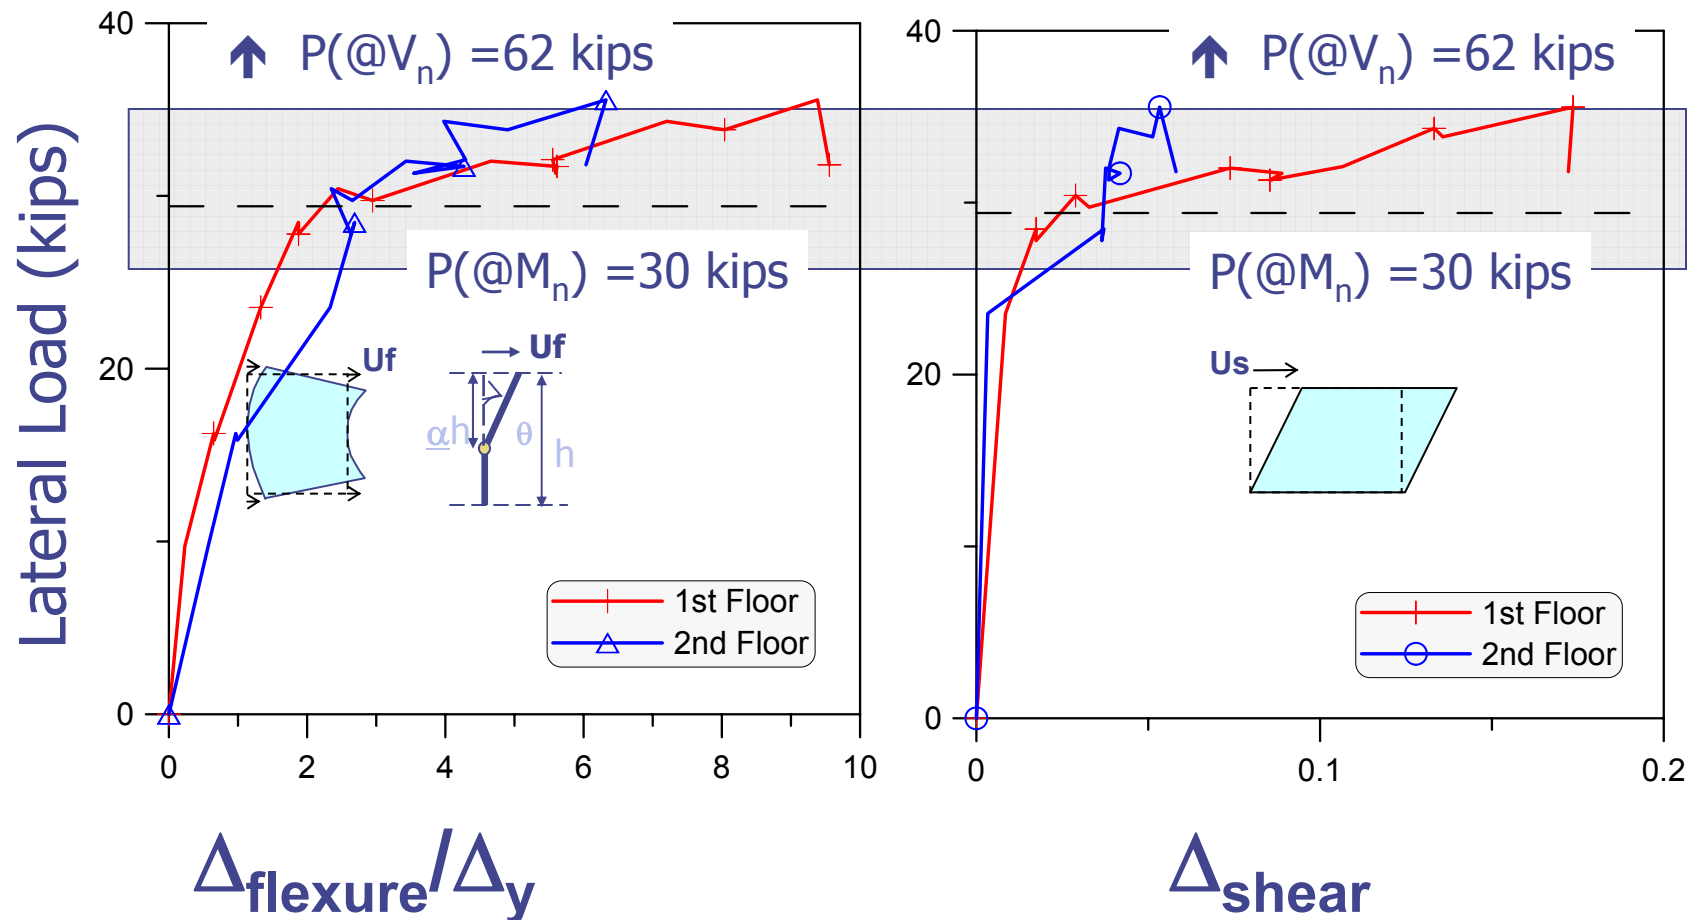 Lateral Load (kips)
40
20
0
P(@Vn) =62 kips
P(@Mn) =30 kips
Uf
Uf
αh
θ
h
1st Floor
2nd Floor
0 2 4 6 8 10
Δflexure/Δy
40
20
0
P(@Vn) =62 kips
P(@Mn) =30 kips
Us
1st Floor
2nd Floor
0 0.1 0.2
Δshear